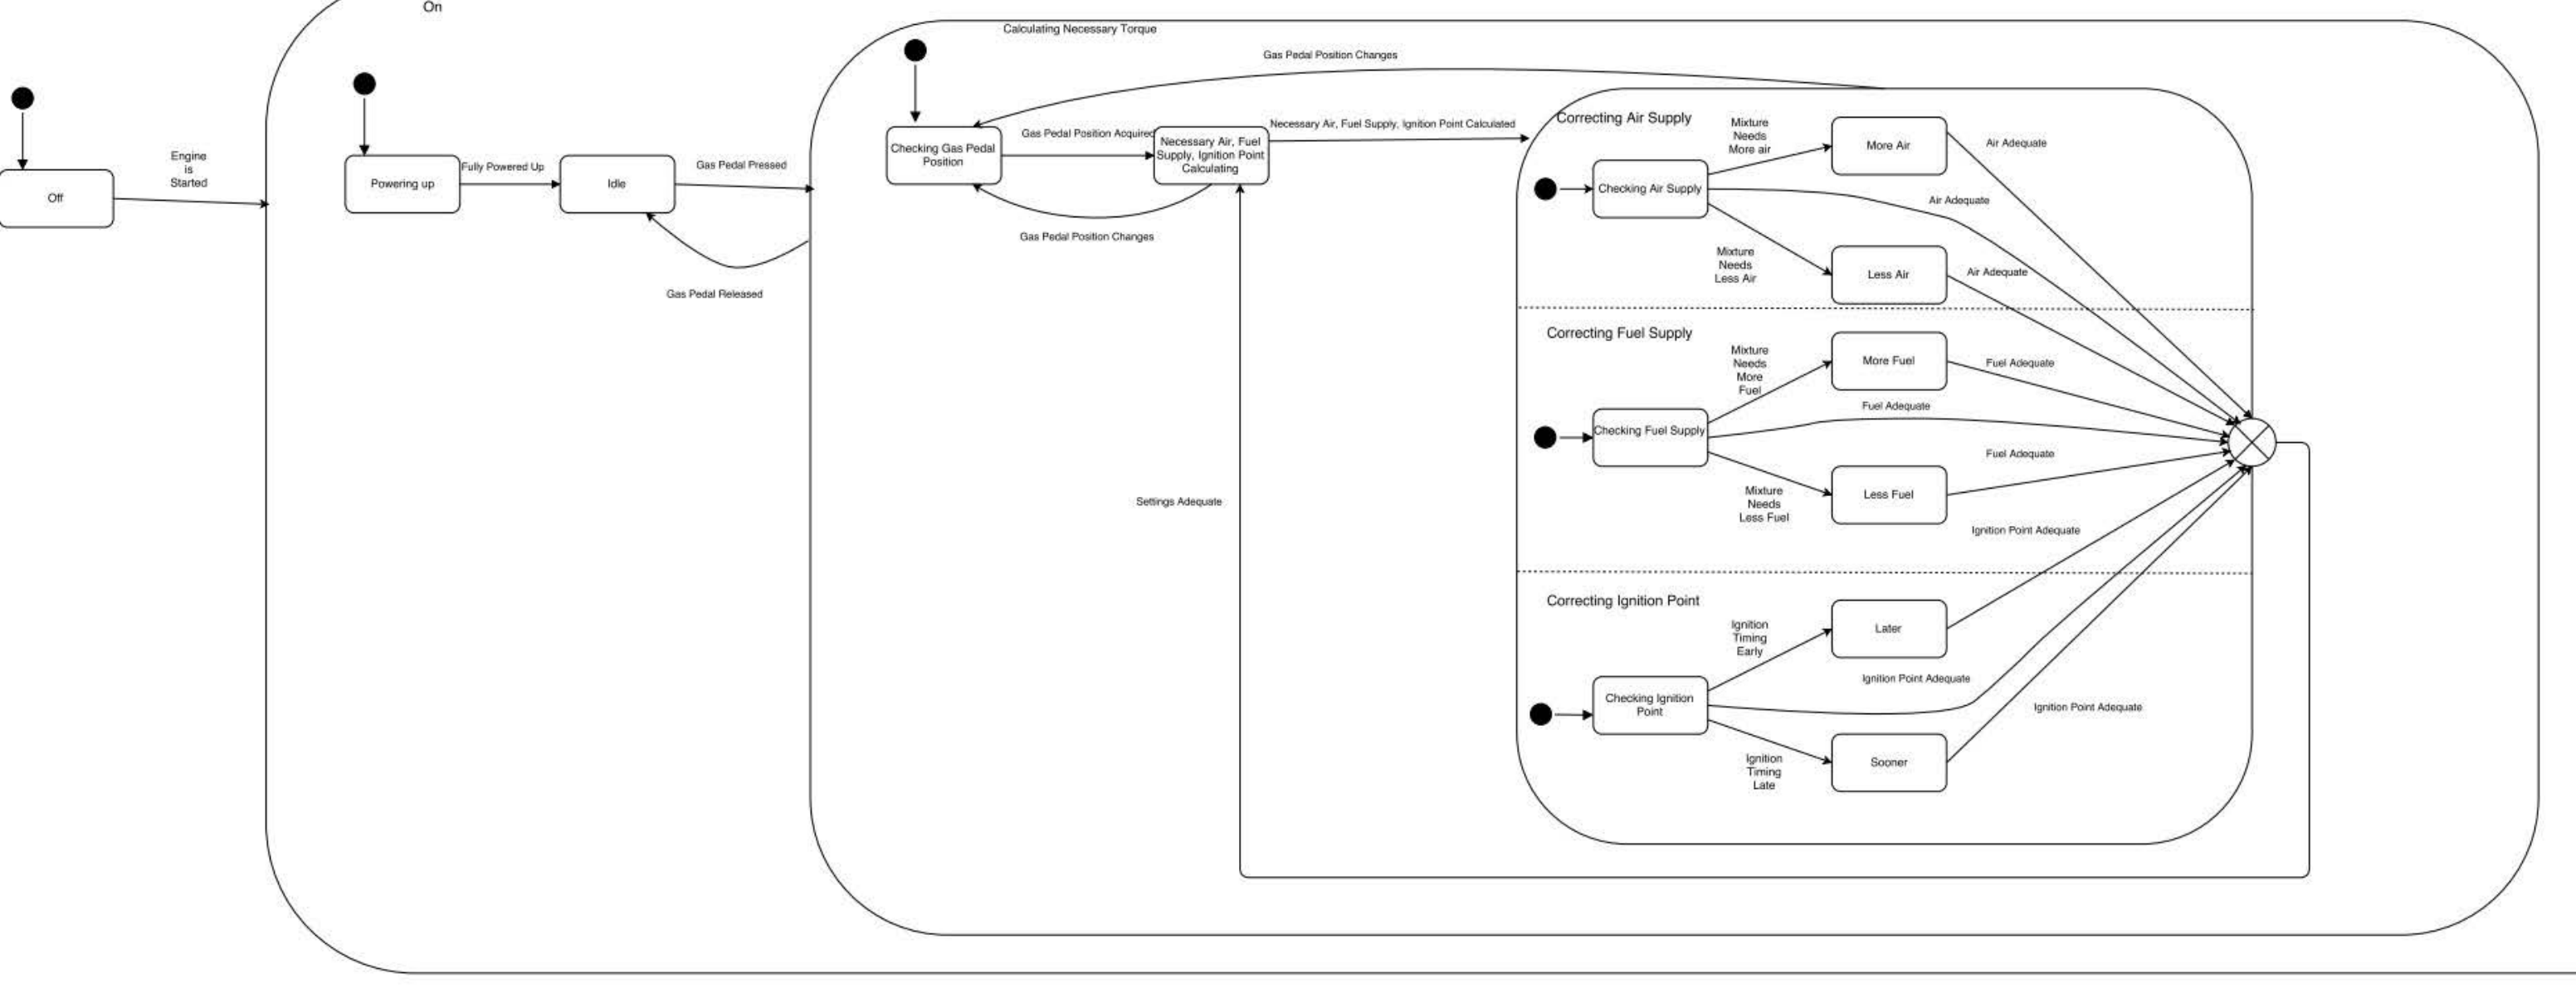 On
Calculating Necessary Torque
Gas Pedal Position Changes
Engine
is
Started
Off
Powering up
Fully Powered Up
Idle
Gas Pedal Pressed
Gas Pedal Released
Checking Gas Pedal
Position
Gas Pedal Position Acquired
Necessary Air, Fuel
Supply, Ignition Point
Calculating
Gas Pedal Position Changes
Necessary Air, Fuel Supply, Ignition Point Calculated
Settings Adequate
Correcting Air Supply
Mixture
Needs
More air
More Air
Air Adequate
Checking Air Supply
Air Adequate
Mixture
Needs
Less Air
Less Air
Air Adequate
Correcting Fuel Supply
Mixture
Needs
More
Fuel
More Fuel
Fuel Adequate
Fuel Adequate
Checking Fuel Supply
Fuel Adequate
Mixture
Needs
Less Fuel
Less Fuel
Ignition Point Adequate
Correcting Ignition Point
Ignition
Timing
Early
Later
Ignition Point Adequate
Checking Ignition
Point
Ignition Point Adequate
Ignition
Timing
Late
Sooner